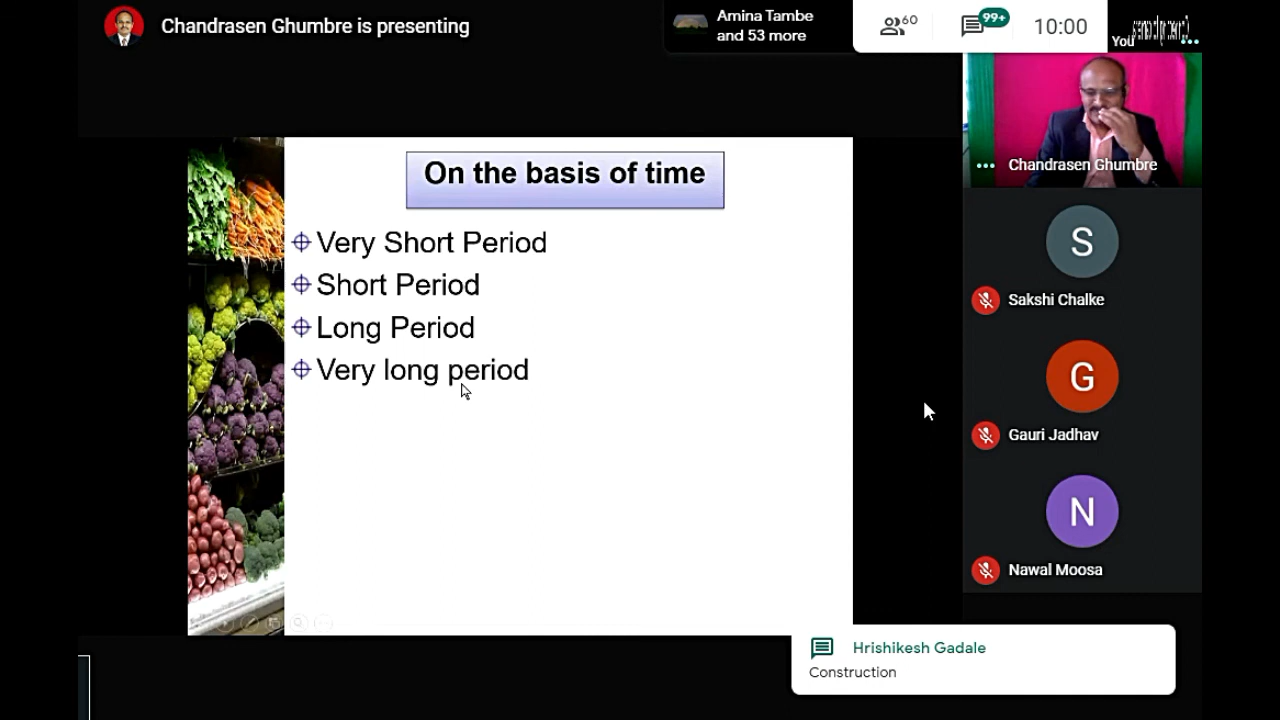 Chandrasen Ghumbre is presenting
Amina Tambe
and 53 more
60
99+
10:00
You
Chandrasen Ghumbre
On the basis of time
Very Short Period
Short Period
Long Period
Very long period
S
Sakshi Chalke
G
Gauri Jadhav
N
Nawal Moosa
Hrishikesh Gadale
Construction